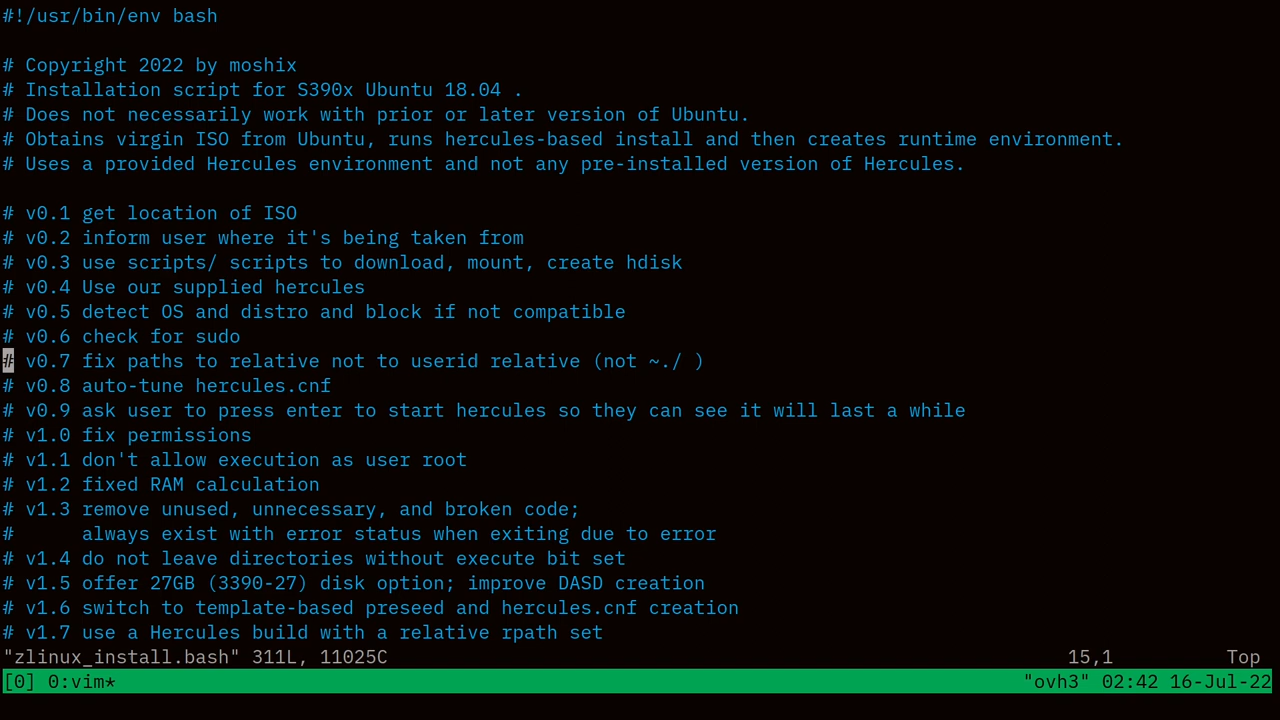 #!/usr/bin/env bash
# Copyright 2022 by moshix
# Installation script for S390x Ubuntu 18.04 .
# Does not necessarily work with prior or later version of Ubuntu.
# Obtains virgin ISO from Ubuntu, runs hercules-based install and then creates runtime environment.
# Uses a provided Hercules environment and not any pre-installed version of Hercules.
# v0.1 get location of ISO
# v0.2 inform user where it's being taken from
# v0.3 use scripts/ scripts to download, mount, create hdisk
# v0.4 Use our supplied hercules
# v0.5 detect OS and distro and block if not compatible
# v0.6 check for sudo
# v0.7 fix paths to relative not to userid relative (not ~./ )
# v0.8 auto-tune hercules.cnf
# v0.9 ask user to press enter to start hercules so they can see it will last a while
# v1.0 fix permissions
# v1.1 don't allow execution as user root
# v1.2 fixed RAM calculation
# v1.3 remove unused, unnecessary, and broken code;
#      always exist with error status when exiting due to error
# v1.4 do not leave directories without execute bit set
# v1.5 offer 27GB (3390-27) disk option; improve DASD creation
# v1.6 switch to template-based preseed and hercules.cnf creation
# v1.7 use a Hercules build with a relative rpath set
"zlinux_install.bash" 311L, 11025C 15,1 Top
[0] 0:vim* "ovh3" 02:42 16-Jul-22